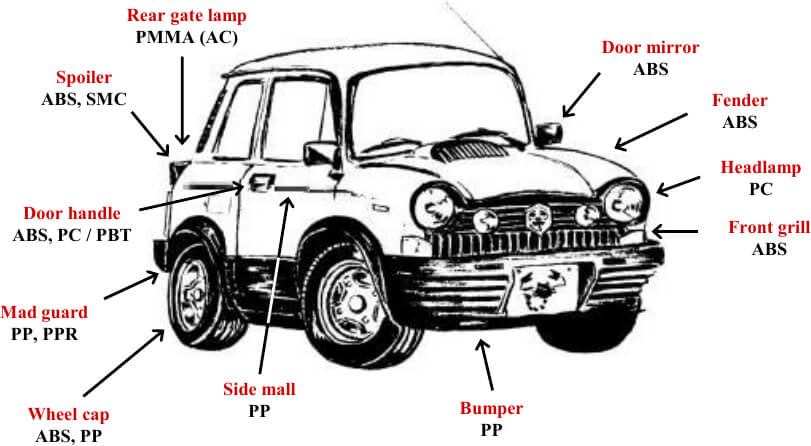 Rear gate lamp
PMMA (AC)
Door mirror
ABS
Spoiler
ABS, SMC
Fender
ABS
Headlamp
PC
Door handle
ABS, PC / PBT
Front grill
ABS
Mad guard
PP, PPR
Side mall
PP
Wheel cap
ABS, PP
Bumper
PP